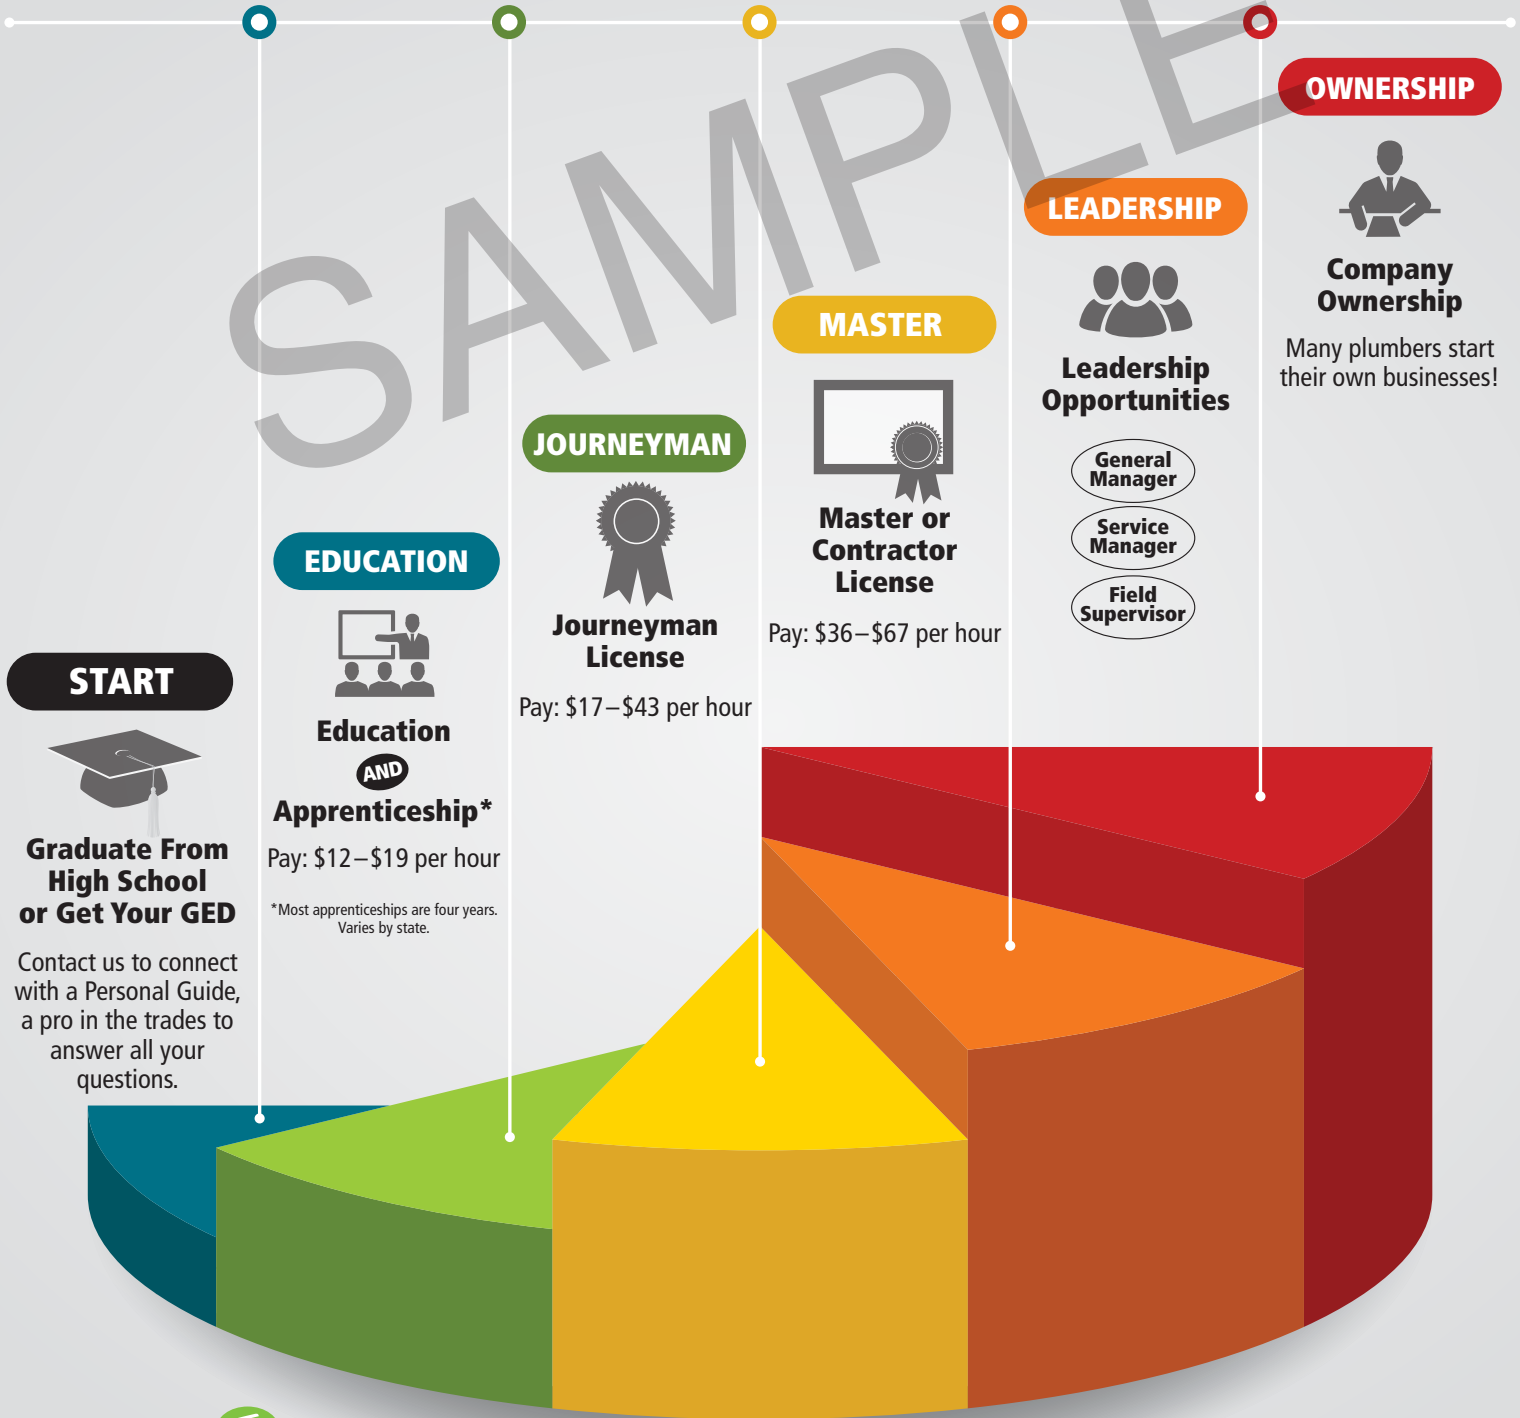 SAMPLE
START
Graduate From
High School
or Get Your GED
Contact us to connect
with a Personal Guide,
a pro in the trades to
answer all your
questions.
EDUCATION
Education
AND
Apprenticeship*
Pay: $12–$19 per hour
*Most apprenticeships are four years.
Varies by state.
JOURNEYMAN
Journeyman
License
Pay: $17–$43 per hour
MASTER
Master or
Contractor
License
Pay: $36–$67 per hour
LEADERSHIP
Leadership
Opportunities
General
Manager
Service
Manager
Field
Supervisor
OWNERSHIP
Company
Ownership
Many plumbers start
their own businesses!